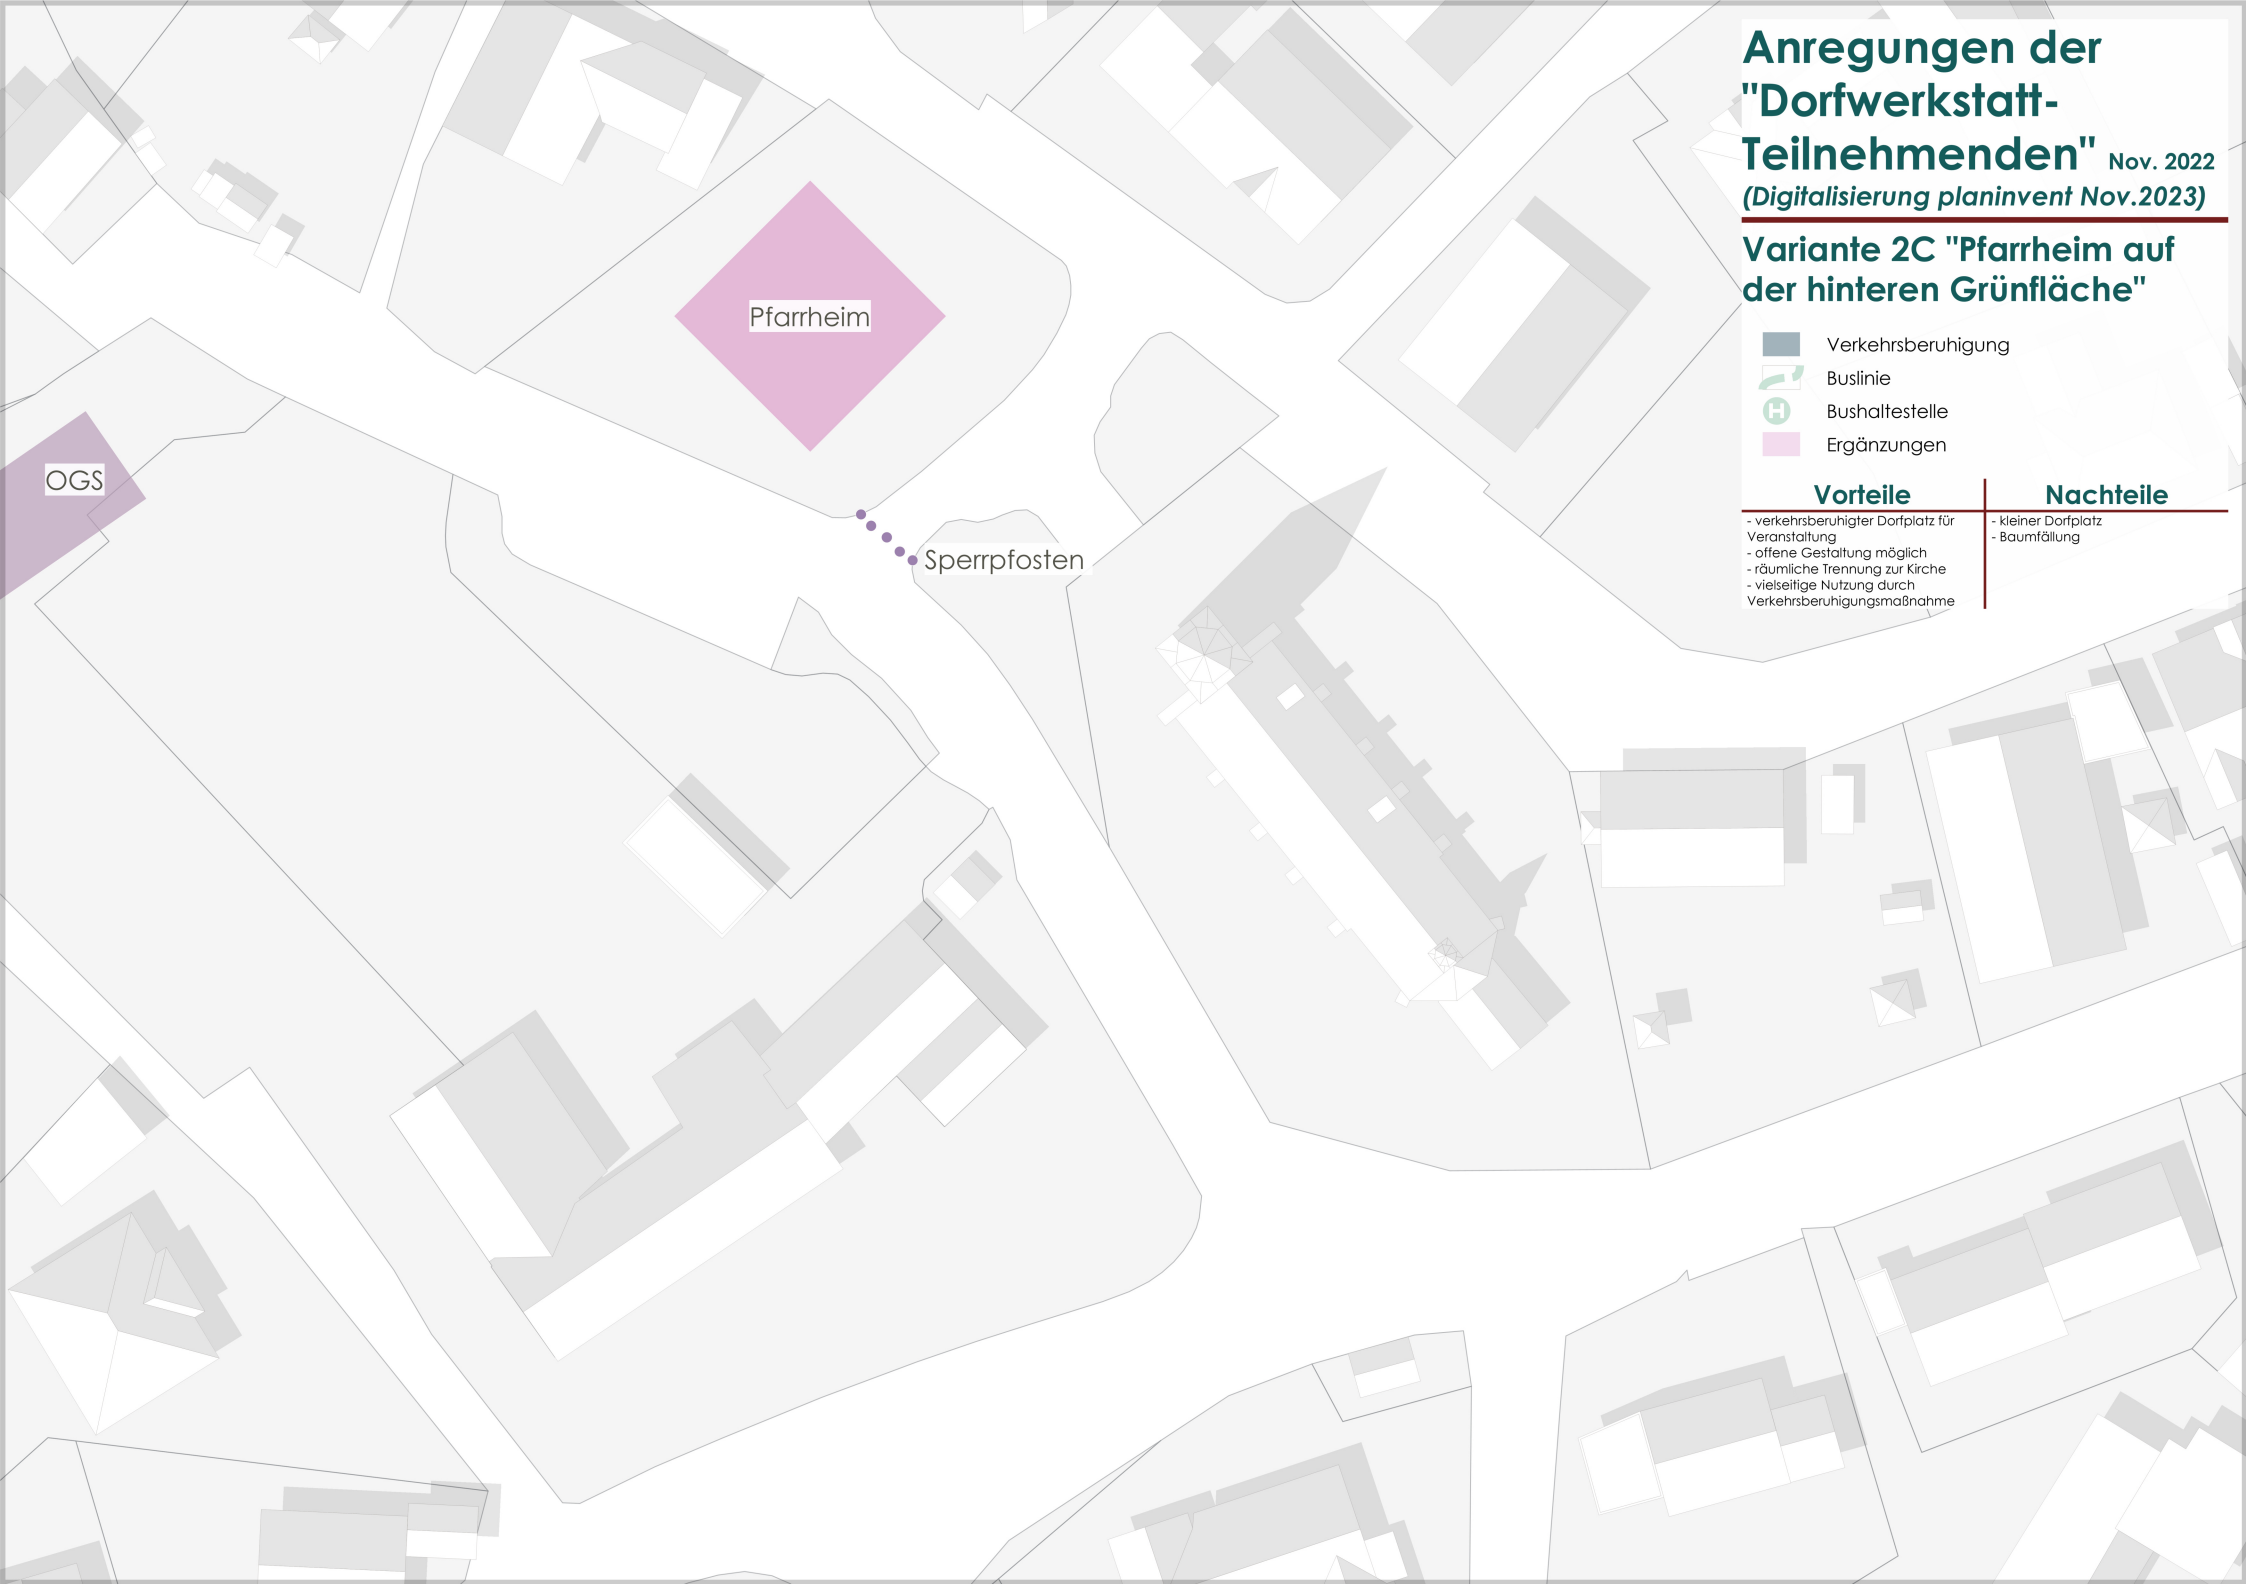 Anregungen der
"Dorfwerkstatt-
Teilnehmenden" Nov. 2022
(Digitalisierung planinvent Nov.2023)
Variante 2C "Pfarrheim auf
der hinteren Grünfläche"
Verkehrsberuhigung
Buslinie
H Bushaltestelle
Ergänzungen
Vorteile
- verkehrsberuhigter Dorfplatz für
Veranstaltung
- offene Gestaltung möglich
- räumliche Trennung zur Kirche
- vielseitige Nutzung durch
Verkehrsberuhigungsmaßnahme
Nachteile
- kleiner Dorfplatz
- Baumfällung
Pfarrheim
OGS
Sperrpfosten